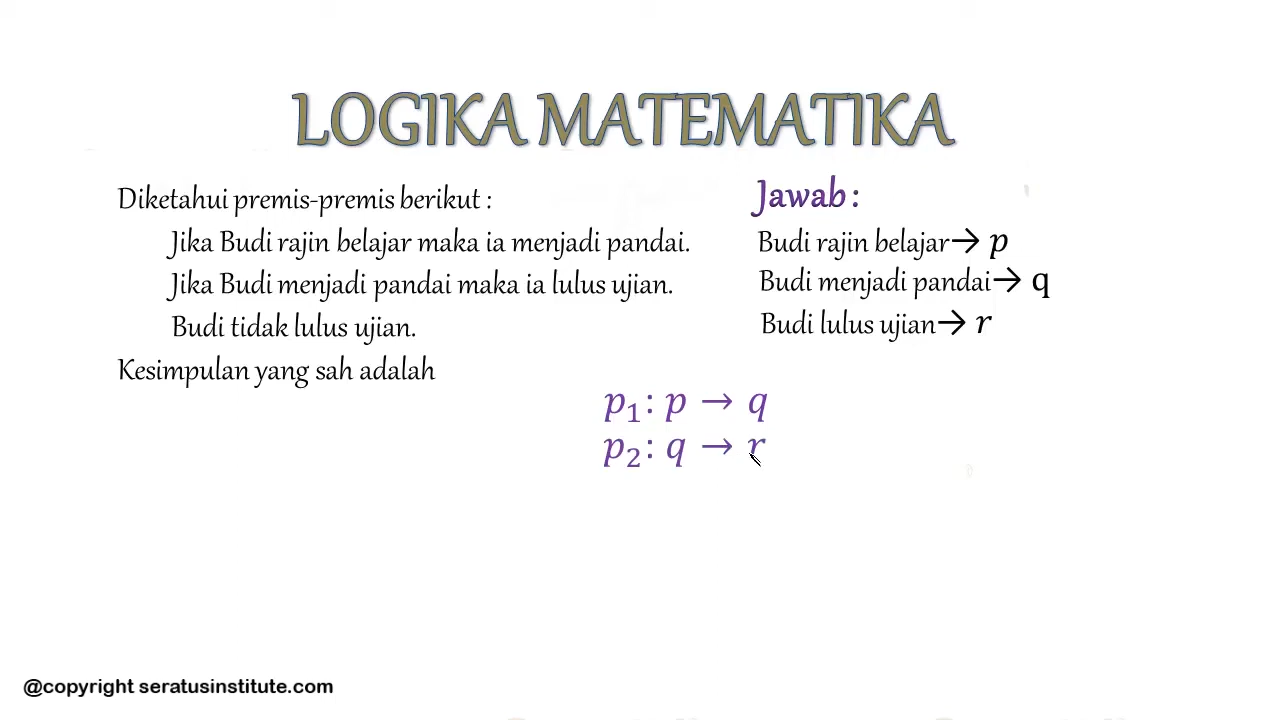 LOGIKA MATEMATIKA
Diketahui premis-premis berikut :
Jika Budi rajin belajar maka ia menjadi pandai.
Jika Budi menjadi pandai maka ia lulus ujian.
Budi tidak lulus ujian.
Kesimpulan yang sah adalah
Jawab :
Budi rajin belajar→ p
Budi menjadi pandai→ q
Budi lulus ujian→ r
p₁: p → q
p₂: q → r
@copyright seratusinstitute.com